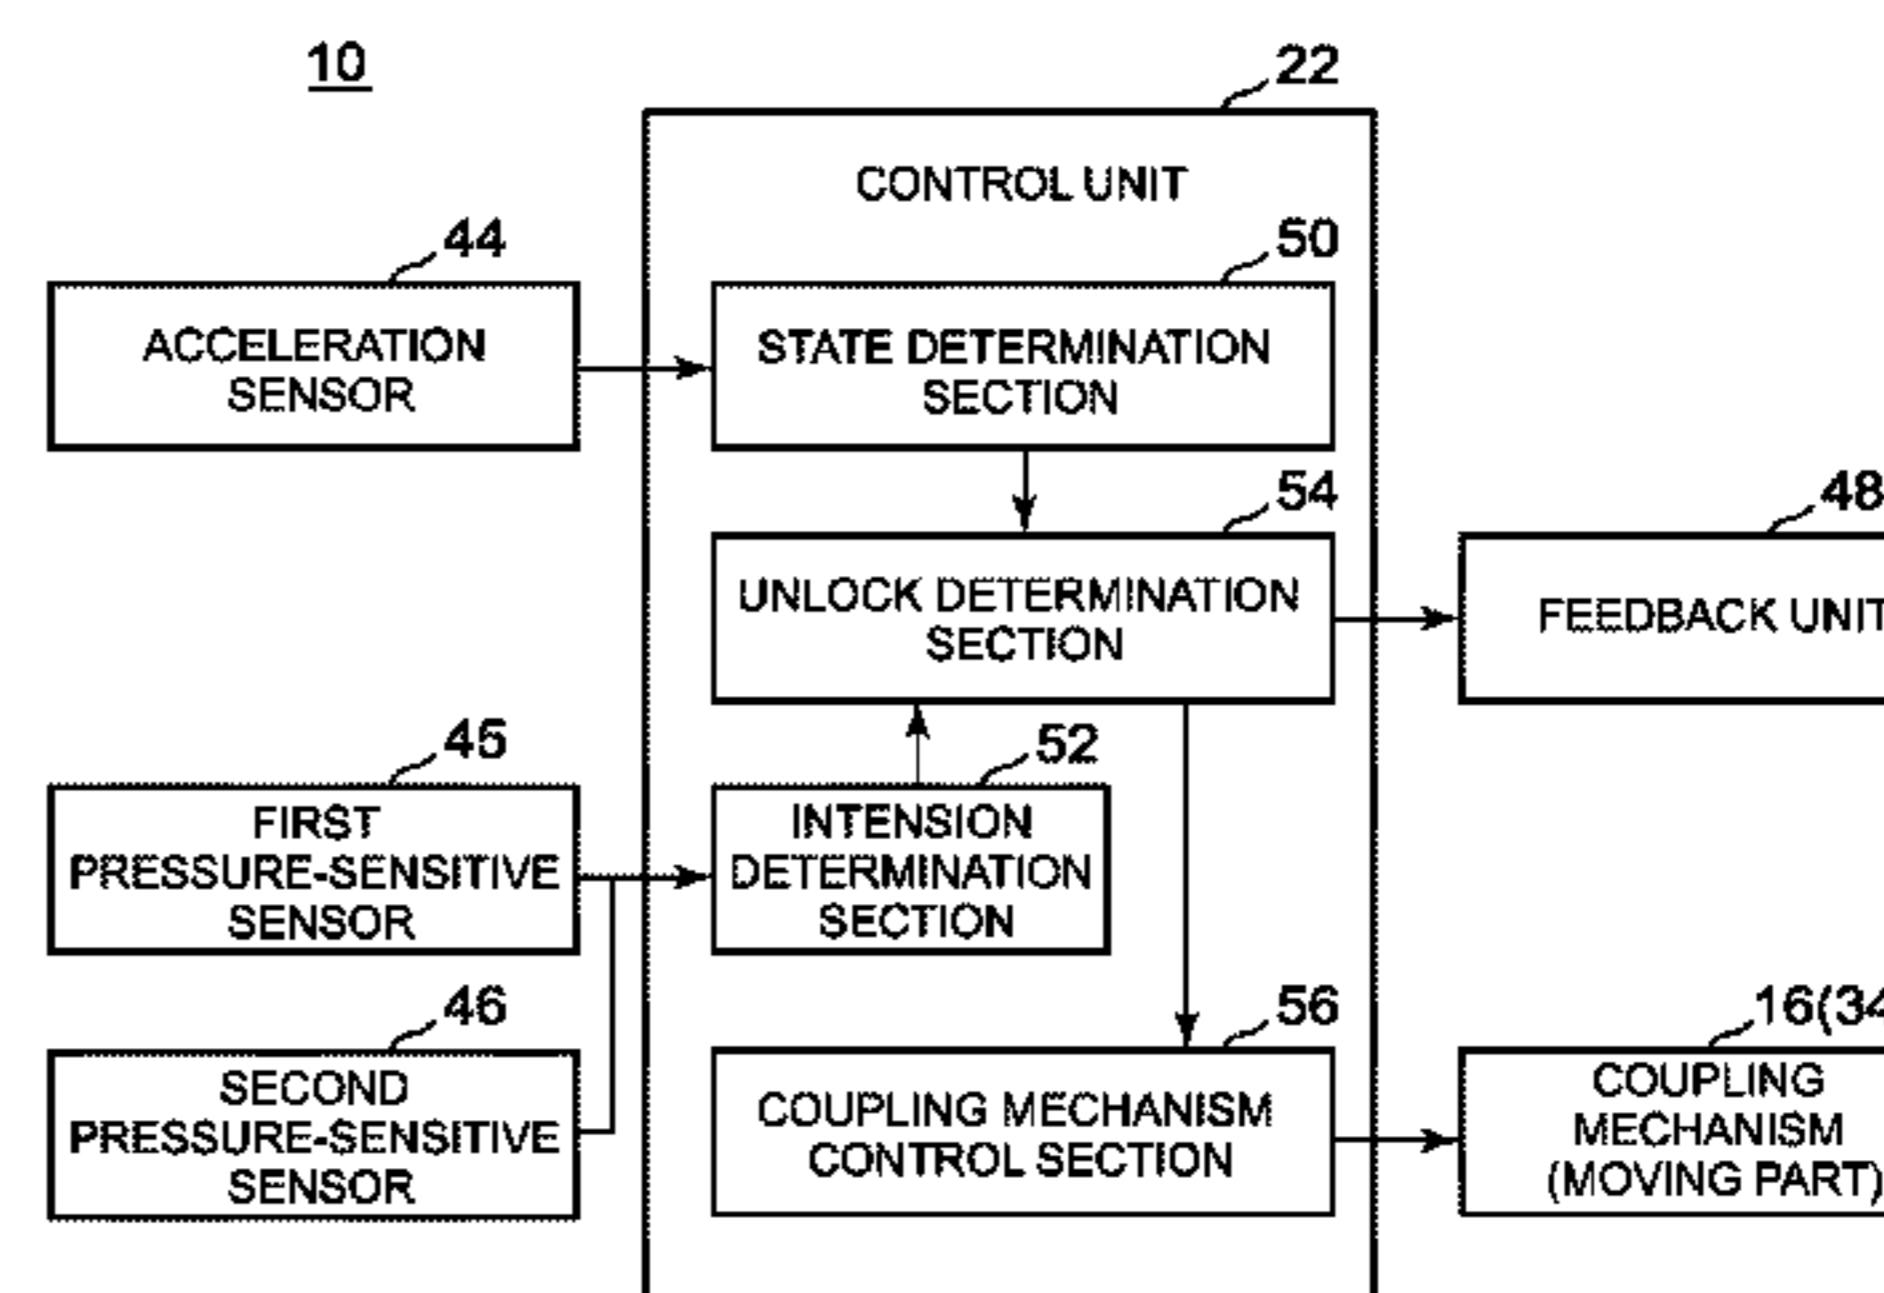 10
22
CONTROL UNIT
44
ACCELERATION
SENSOR
50
STATE DETERMINATION
SECTION
54
UNLOCK DETERMINATION
SECTION
48
FEEDBACK UNIT
45
FIRST
PRESSURE-SENSITIVE
SENSOR
52
INTENSION
DETERMINATION
SECTION
46
SECOND
PRESSURE-SENSITIVE
SENSOR
56
COUPLING MECHANISM
CONTROL SECTION
16(34
COUPLING
MECHANISM
(MOVING PART)